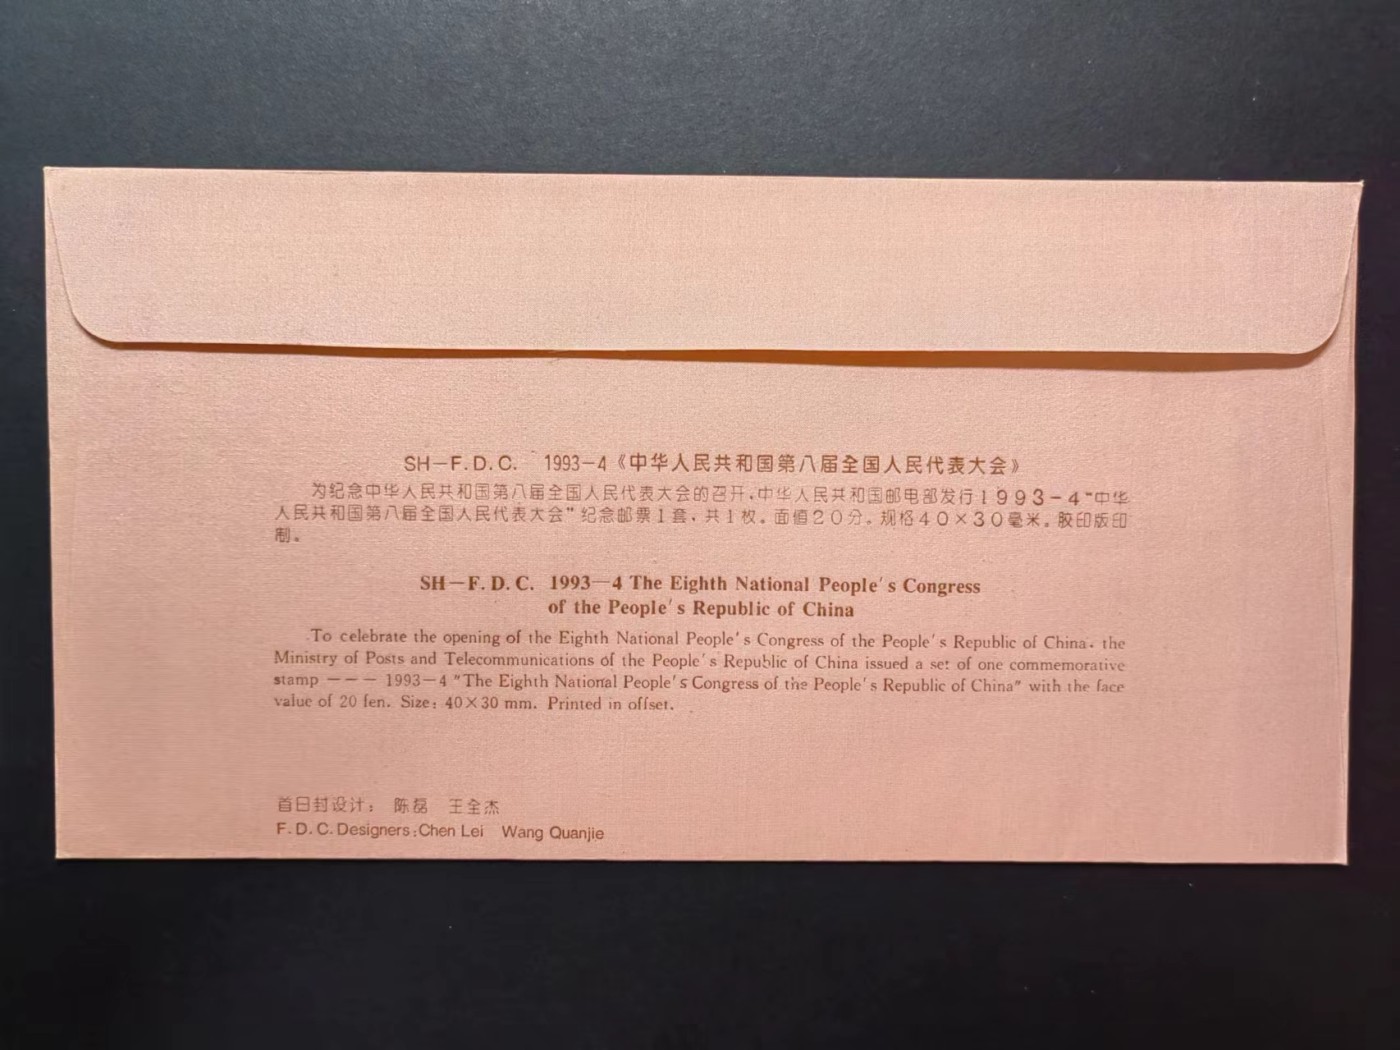 SH-F.D.C. 1993-4《中华人民共和国第八届全国人民代表大会》
为纪念中华人民共和国第八届全国人民代表大会的召开,中华人民共和国邮电部发行1993-4"中华
人民共和国第八届全国人民代表大会"纪念邮票1套,共1枚。面值20分。规格40×30毫米。胶印版印
制。
SH-F.D.C. 1993—4 The Eighth National People's Congress
of the People's Republic of China
To celebrate the opening of the Eighth National People's Congress of the People's Republic of China, the
Ministry of Posts and Telecommunications of the People's Republic of China issued a set of one commemorative
stamp — — — 1993—4 "The Eighth National People's Congress of the People's Republic of China" with the face
value of 20 fen. Size: 40×30 mm. Printed in offset.
首日封设计: 陈磊 王全杰
F.D.C.Designers:Chen Lei Wang Quanjie